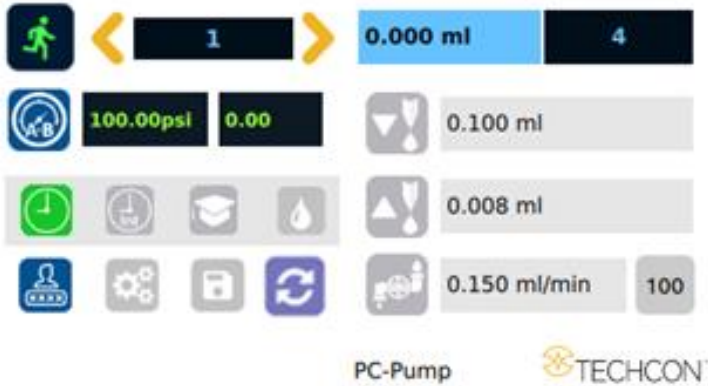 1
0.000 ml 4
A-B 100.00psi 0.00
0.100 ml
0.008 ml
0.150 ml/min 100
PC-Pump TECHCON